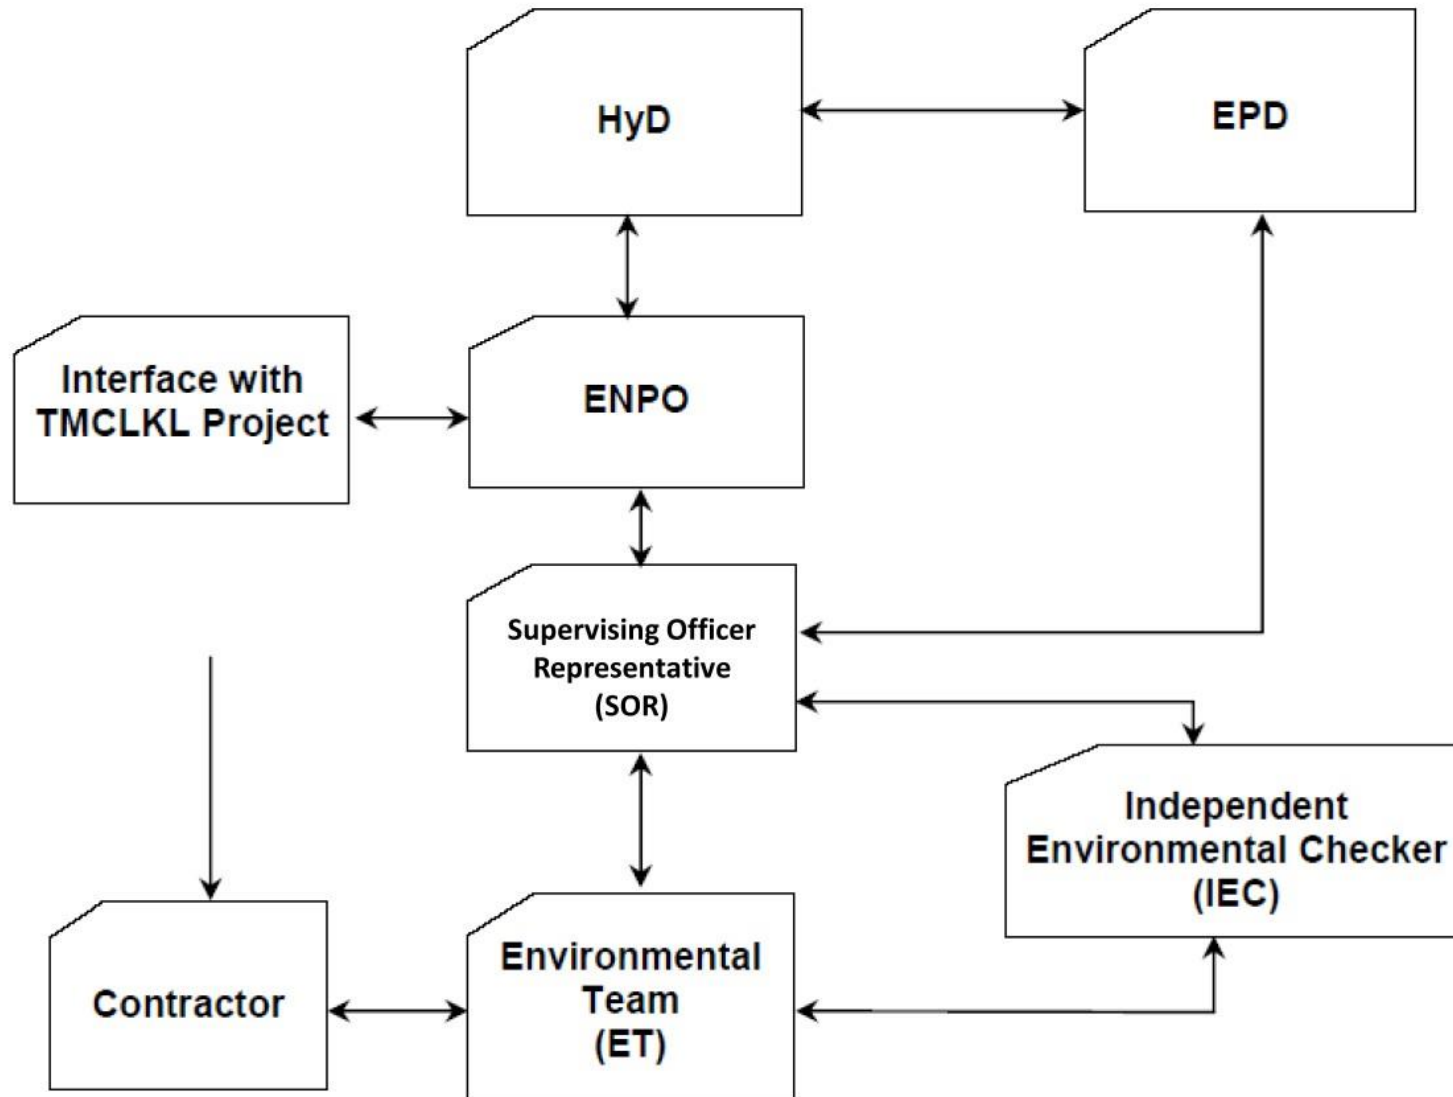 HyD
EPD
Interface with
TMCLKL Project
ENPO
Supervising Officer
Representative
(SOR)
Independent
Environmental Checker
(IEC)
Contractor
Environmental
Team
(ET)